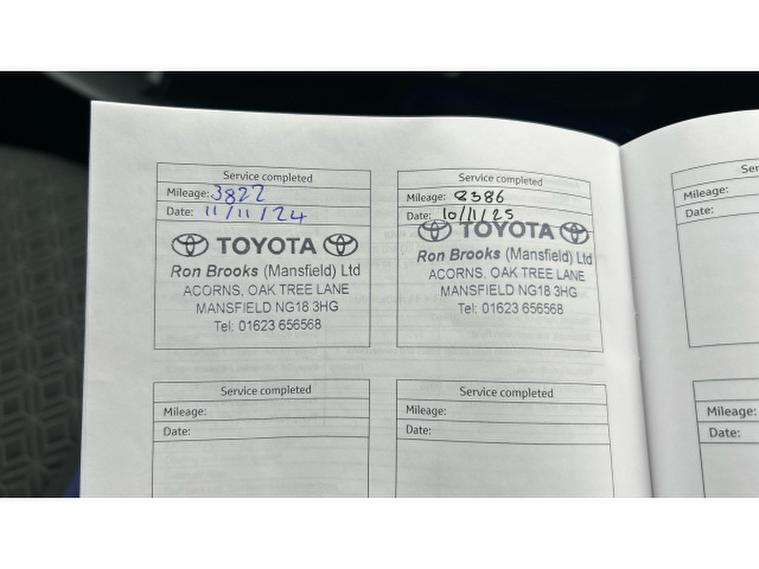 Service completed
Mileage: 3822
Date: 11/11/24
TOYOTA
Ron Brooks (Mansfield) Ltd
ACORNS, OAK TREE LANE
MANSFIELD NG18 3HG
Tel: 01623 656568
Service completed
Mileage: 8386
Date: 10/11/25
TOYOTA
Ron Brooks (Mansfield) Ltd
ACORNS, OAK TREE LANE
MANSFIELD NG18 3HG
Tel: 01623 656568
Ser
Mileage:
Date:
Service completed
Mileage:
Date:
Service completed
Mileage:
Date:
Mileage:
Date: